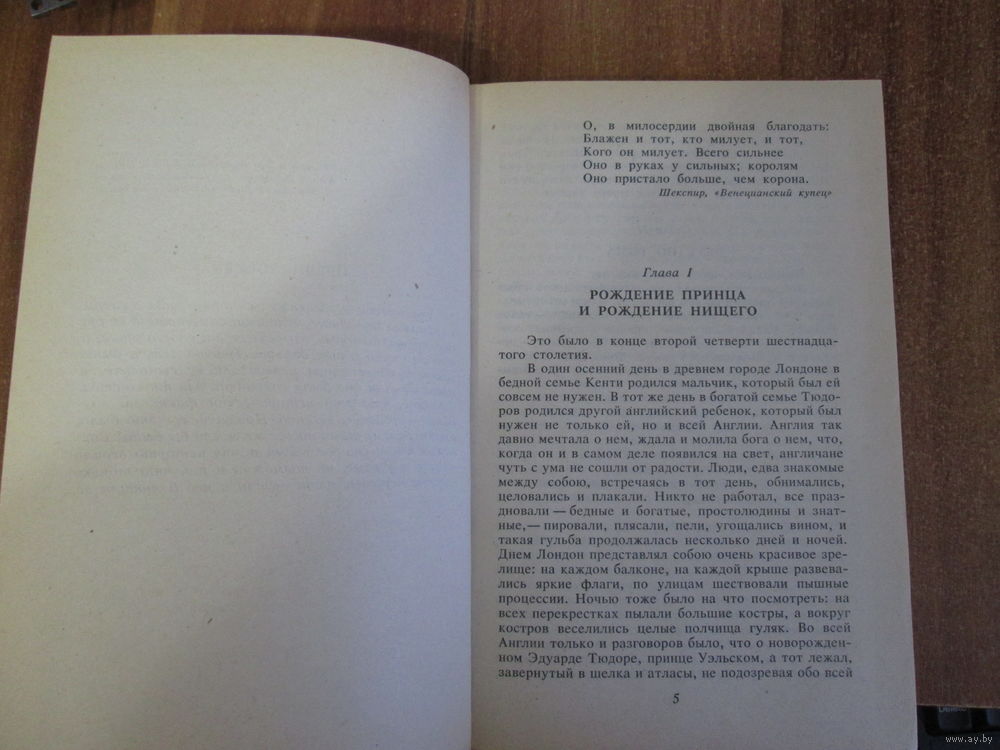 О, в милосердии двойная благодать:
Блажен и тот, кто милует, и тот,
Кого он милует. Всего сильнее
Оно в руках у сильных; королям
Оно пристало больше, чем корона.
Шекспир, «Венецианский купец»
Глава I
РОЖДЕНИЕ ПРИНЦА
И РОЖДЕНИЕ НИЩЕГО
Это было в конце второй четверти шестнадца-
того столетия.
В один осенний день в древнем городе Лондоне в
бедной семье Кенти родился мальчик, который был ей
совсем не нужен. В тот же день в богатой семье Тюдо-
ров родился другой английский ребенок, который был
нужен не только ей, но и всей Англии. Англия так
давно мечтала о нем, ждала и молила бога о нем, что,
когда он и в самом деле появился на свет, англичане
чуть с ума не сошли от радости. Люди, едва знакомые
между собою, встречаясь в тот день, обнимались,
целовались и плакали. Никто не работал, все праз-
дновали — бедные и богатые, простолюдины и знат-
ные,— пировали, плясали, пели, угощались вином, и
такая гульба продолжалась несколько дней и ночей.
Днем Лондон представлял собою очень красивое зре-
лище: на каждом балконе, на каждой крыше развева-
лись яркие флаги, по улицам шествовали пышные
процессии. Ночью тоже было на что посмотреть: на
всех перекрестках пылали большие костры, а вокруг
костров веселились целые полчища гуляк. Во всей
Англии только и разговоров было, что о новорожден-
ном Эдуарде Тюдоре, принце Уэльском, а тот лежал,
завернутый в шелка и атласы, не подозревая обо всей
5
Delete
www.ay.by